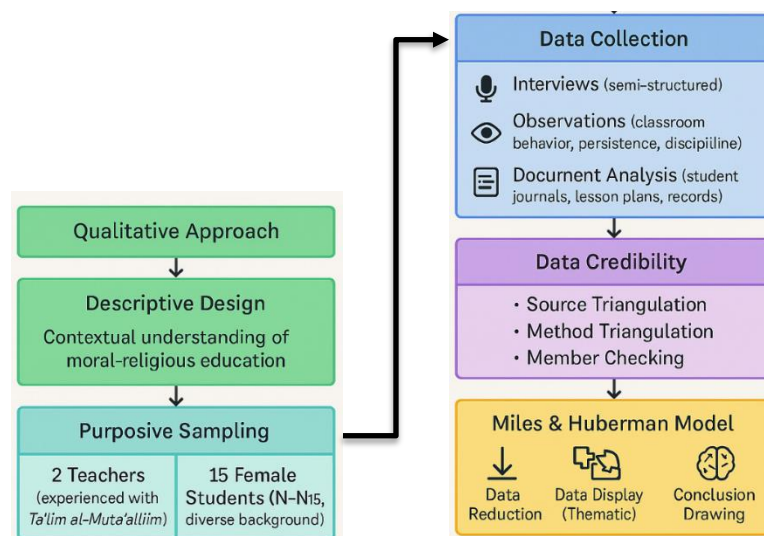 Qualitative Approach
Descriptive Design
Contextual understanding of
moral-religious education
Purposive Sampling
2 Teachers
(experienced with
Ta'lim al-Muta'alliim)
15 Female
Students (N–N15,
diverse background)
Data Collection
Interviews (semi-structured)
Observations (classroom
behavior, persistence, discipiiline)
Document Analysis (student
journals, lesson plans, records)
Data Credibility
• Source Triangulation
• Method Triangulation
• Member Checking
Miles & Huberman Model
Data
Reduction
Data Display
(Thematic)
Conclusion
Drawing